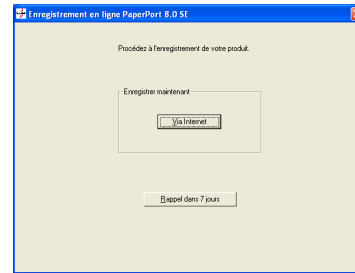 Enregistrement en ligne PaperPort 8.0 SE
Procédez à l'enregistrement de votre produit.
Enregistrer maintenant
Via Internet
Rappel dans 7 jours